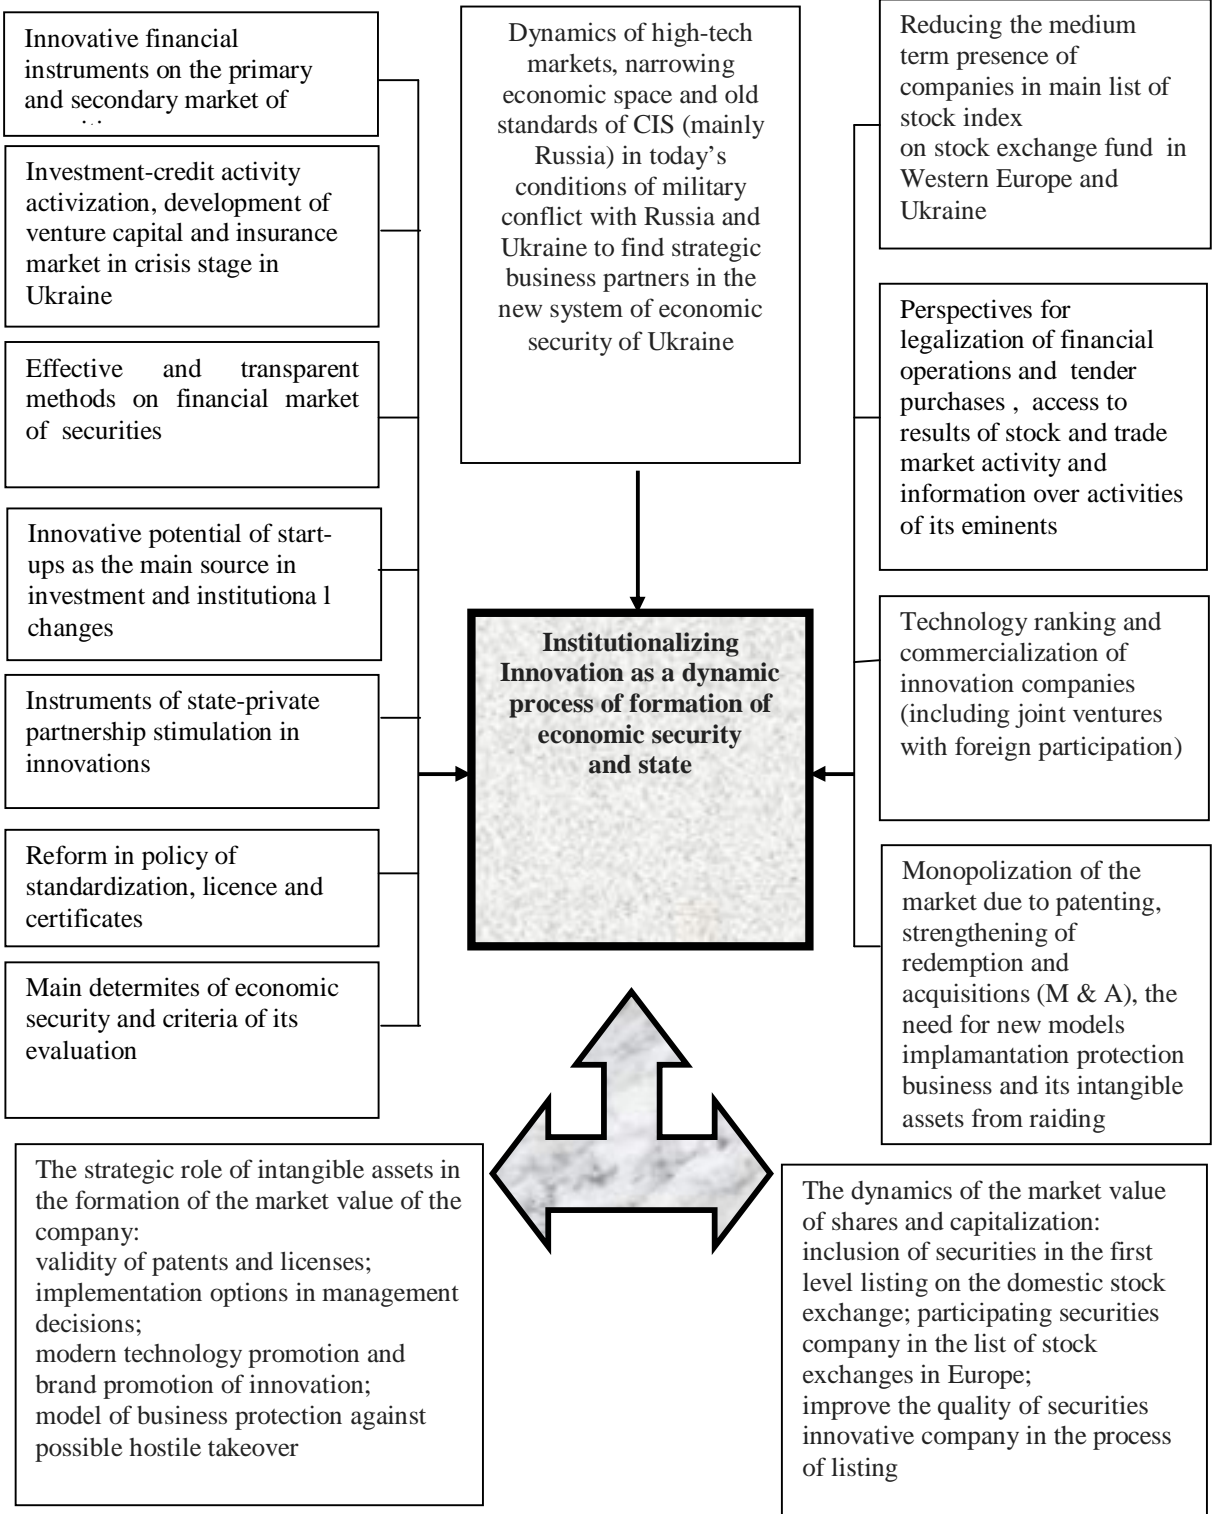 Innovative financial
instruments on the primary
and secondary market of
Investment-credit activity
activization, development of
venture capital and insurance
market in crisis stage in
Ukraine
Effective and transparent
methods on financial market
of securities
Innovative potential of start-
ups as the main source in
investment and institutiona l
changes
Instruments of state-private
partnership stimulation in
innovations
Reform in policy of
standardization, licence and
certificates
Main determites of economic
security and criteria of its
evaluation
Dynamics of high-tech
markets, narrowing
economic space and old
standards of CIS (mainly
Russia) in today’s
conditions of military
conflict with Russia and
Ukraine to find strategic
business partners in the
new system of economic
security of Ukraine
Institutionalizing
Innovation as a dynamic
process of formation of
economic security
and state
Reducing the medium
term presence of
companies in main list of
stock index
on stock exchange fund in
Western Europe and
Ukraine
Perspectives for
legalization of financial
operations and tender
purchases , access to
results of stock and trade
market activity and
information over activities
of its eminents
Technology ranking and
commercialization of
innovation companies
(including joint ventures
with foreign participation)
Monopolization of the
market due to patenting,
strengthening of
redemption and
acquisitions (M & A), the
need for new models
implamantation protection
business and its intangible
assets from raiding
The strategic role of intangible assets in
the formation of the market value of the
company:
validity of patents and licenses;
implementation options in management
decisions;
modern technology promotion and
brand promotion of innovation;
model of business protection against
possible hostile takeover
The dynamics of the market value
of shares and capitalization:
inclusion of securities in the first
level listing on the domestic stock
exchange; participating securities
company in the list of stock
exchanges in Europe;
improve the quality of securities
innovative company in the process
of listing